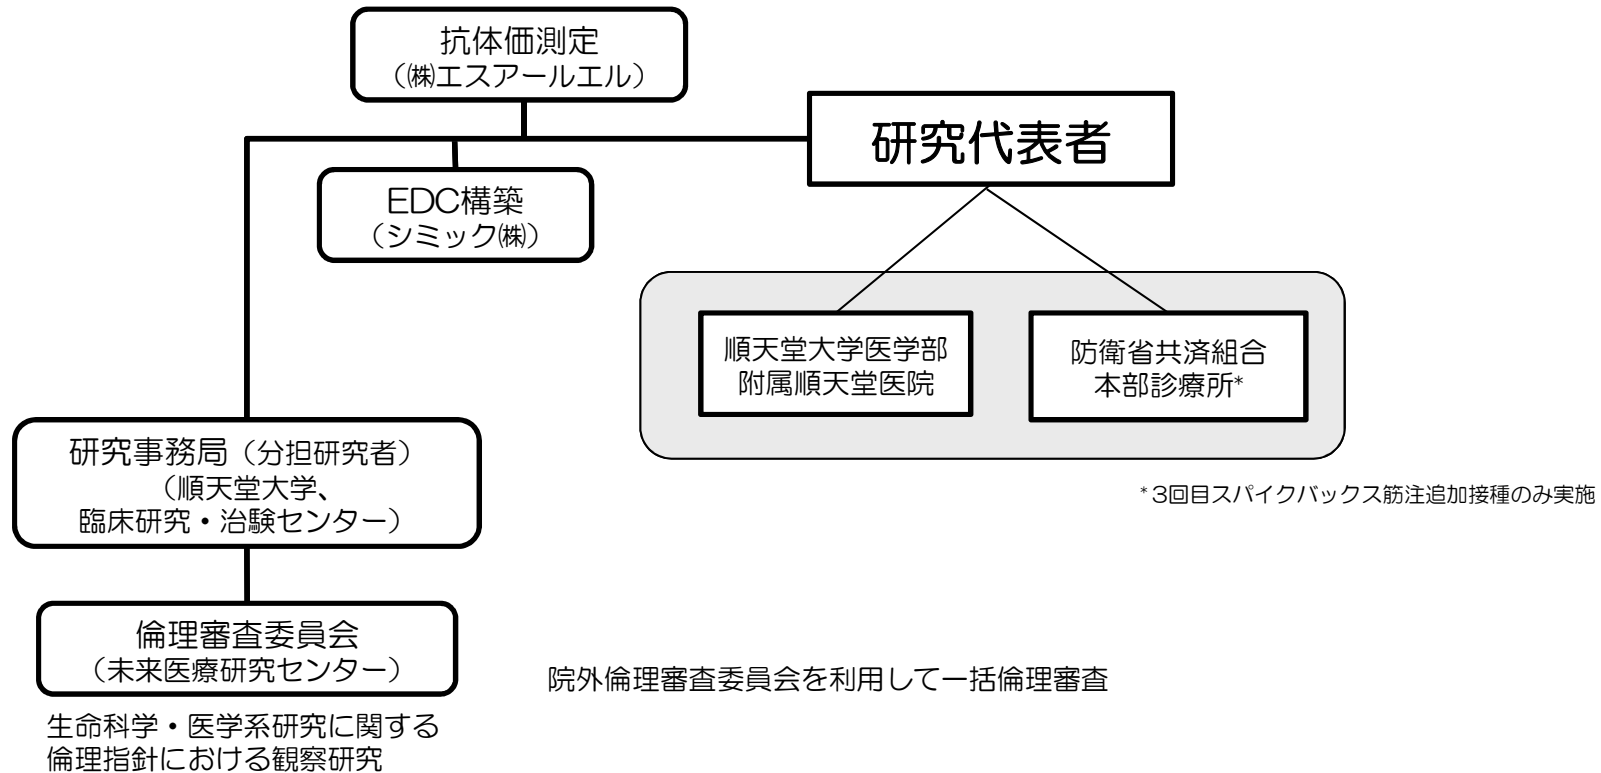 抗体価測定
（㈱エスアールエル）
研究代表者
EDC構築
（シミック㈱）
順天堂大学医学部
附属順天堂医院
防衛省共済組合
本部診療所*
*3回目スパイクバックス筋注追加接種のみ実施
研究事務局（分担研究者）
（順天堂大学、
臨床研究・治験センター）
倫理審査委員会
（未来医療研究センター）
院外倫理審査委員会を利用して一括倫理審査
生命科学・医学系研究に関する
倫理指針における観察研究